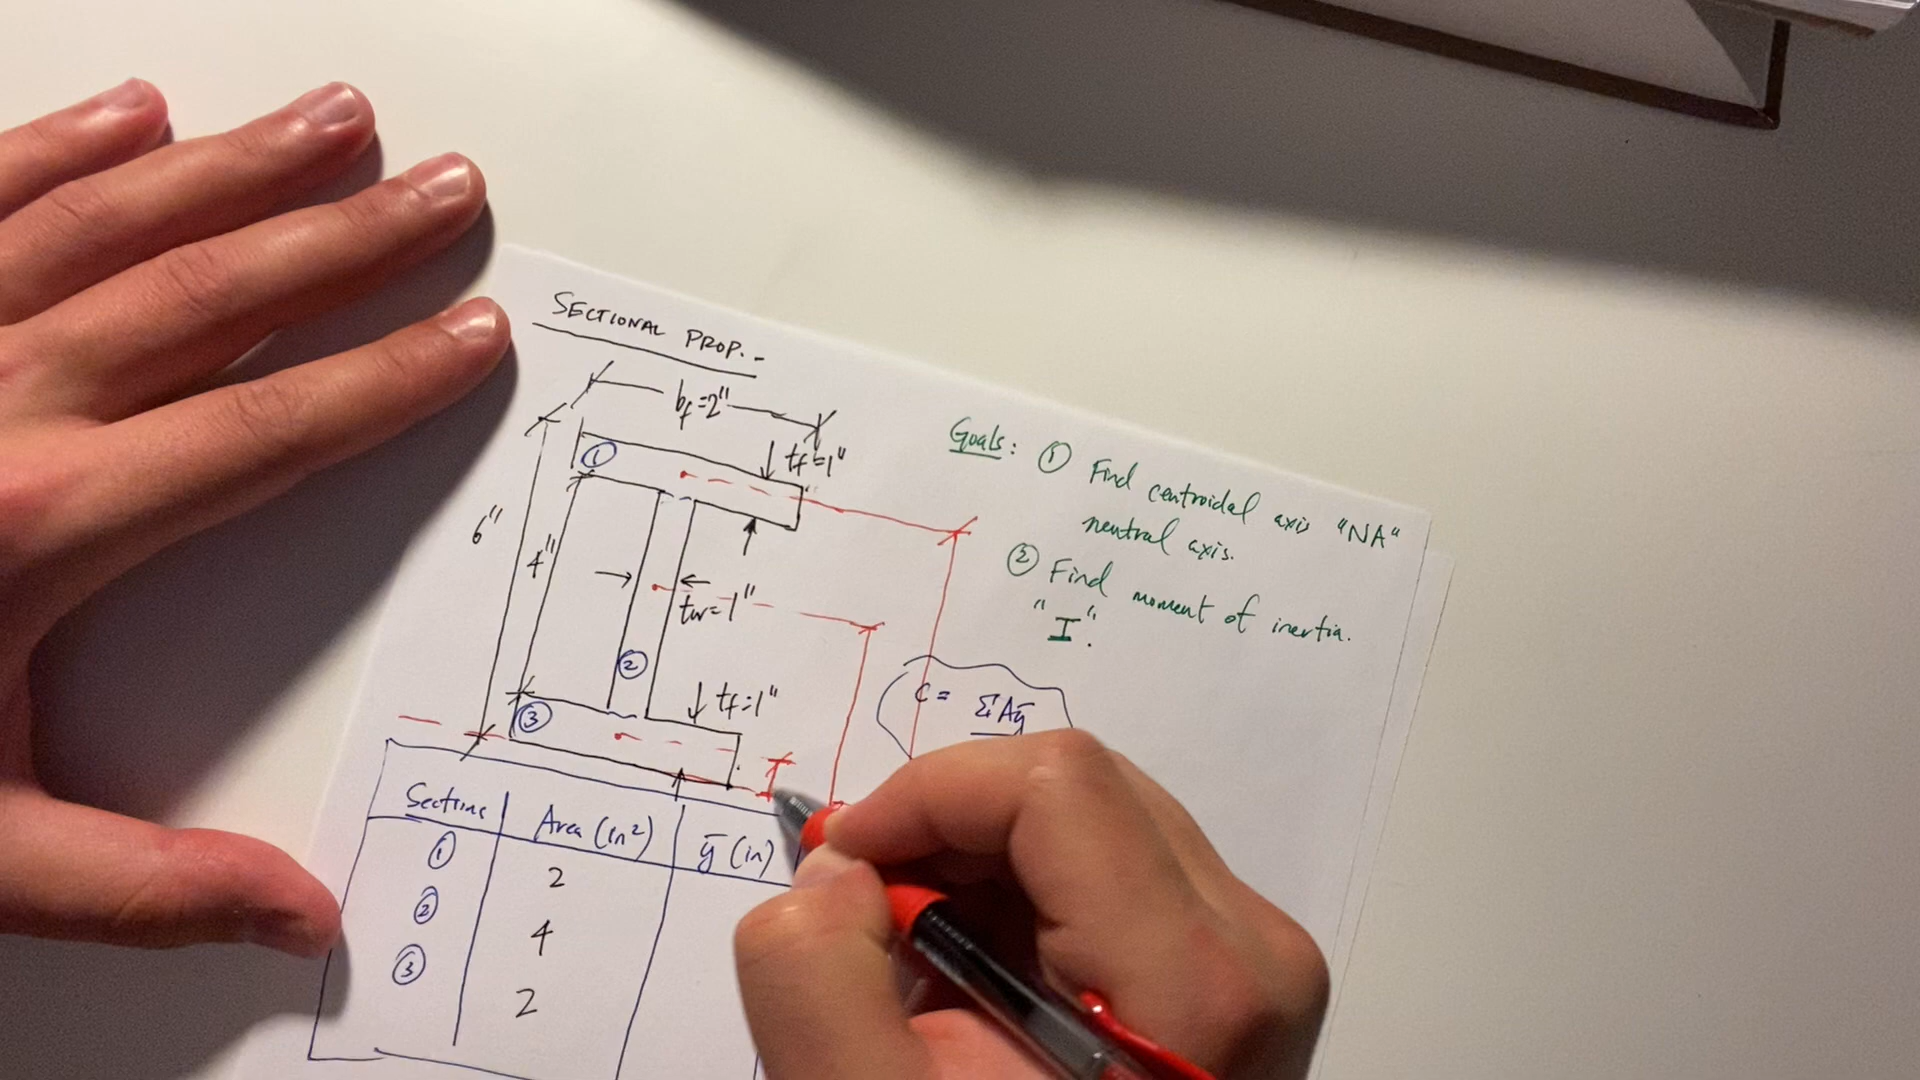 SECTIONAL PROP.-
bf=2"
① tf=1"
6"
4"
tw=1"
②
tf=1"
③
Goals: ① Find centroidal axis "NA"
neutral axis.
② Find moment of inertia.
"I".
C= ΣAȳ
Sections Area (in²) ȳ (in)
① 2
② 4
③ 2